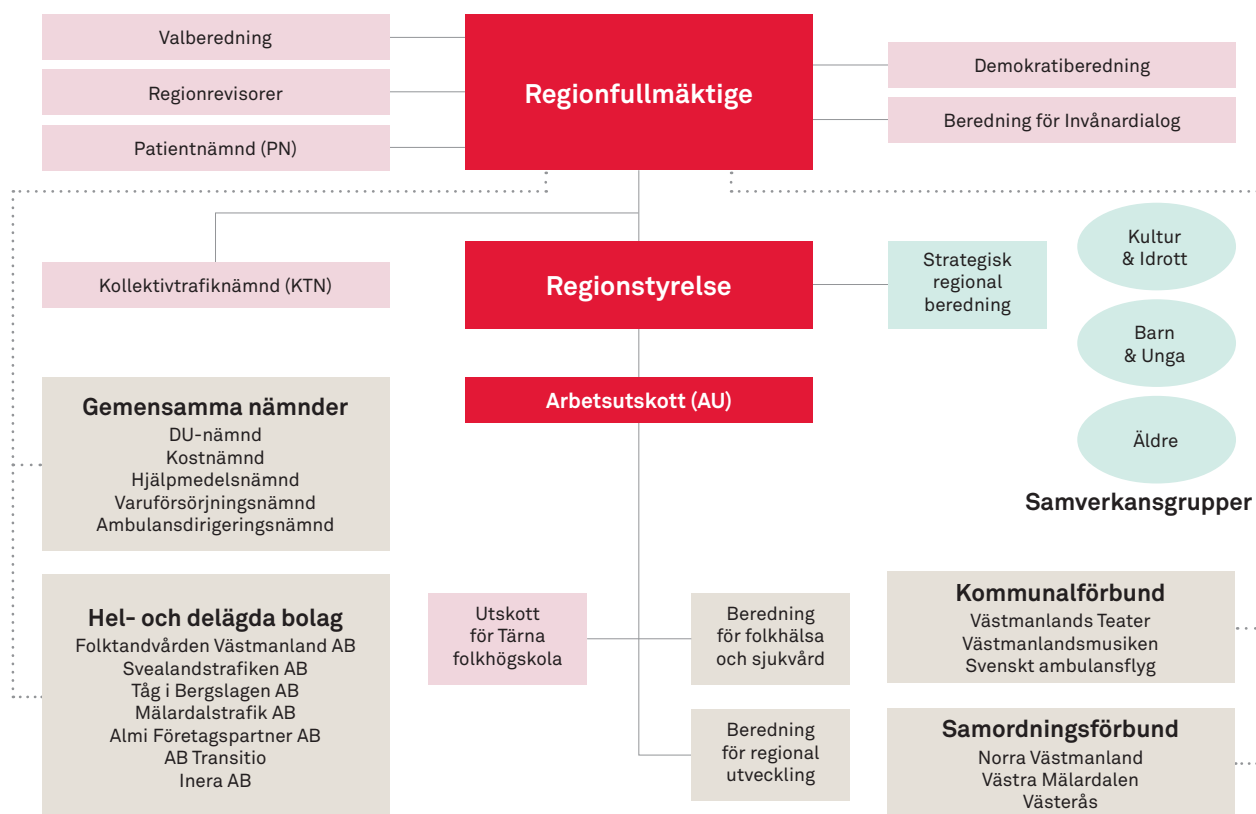 Valberedning
Regionrevisorer
Patientnämnd (PN)
Regionfullmäktige
Demokratiberedning
Beredning för Invånardialog
Kollektivtrafiknämnd (KTN)
Regionstyrelse
Strategisk
regional
beredning
Kultur
& Idrott
Barn
& Unga
Äldre
Samverkansgrupper
Arbetsutskott (AU)
Gemensamma nämnder
DU-nämnd
Kostnämnd
Hjälpmedelsnämnd
Varuförsörjningsnämnd
Ambulansdirigeringsnämnd
Hel- och delägda bolag
Folktandvården Västmanland AB
Svealandstrafiken AB
Tåg i Bergslagen AB
Mälardalstrafik AB
Almi Företagspartner AB
AB Transitio
Inera AB
Utskott
för Tärna
folkhögskola
Beredning
för folkhälsa
och sjukvård
Beredning
för regional
utveckling
Kommunalförbund
Västmanlands Teater
Västmanlandsmusiken
Svenskt ambulansflyg
Samordningsförbund
Norra Västmanland
Västra Mälardalen
Västerås